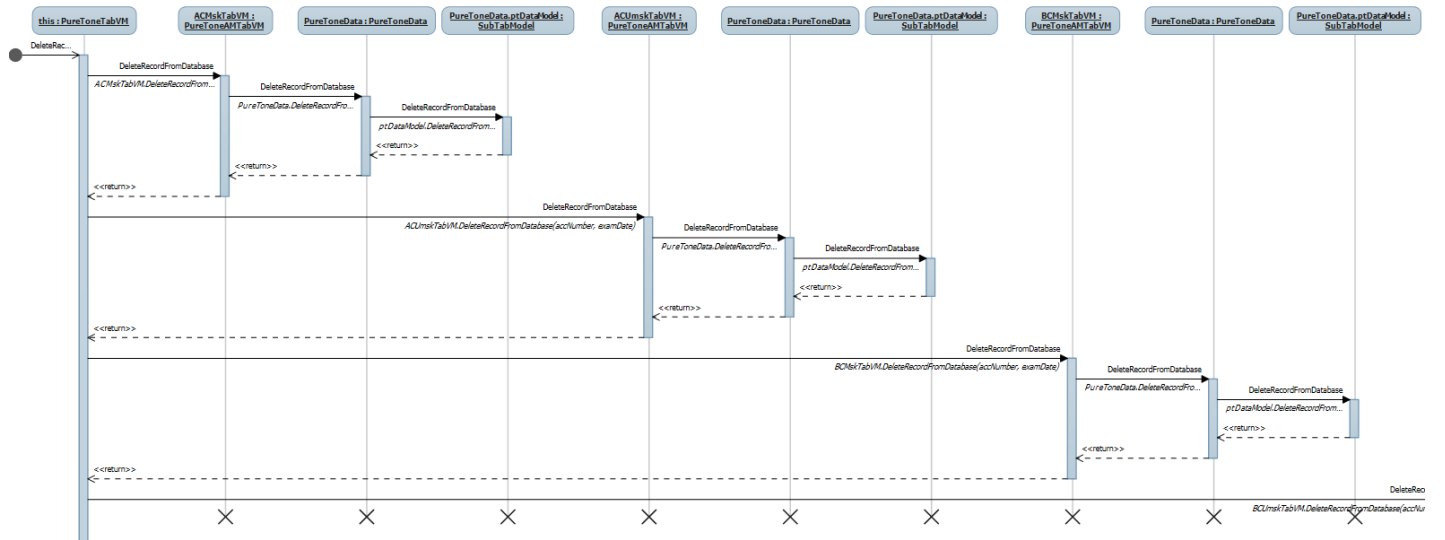 this : PureToneTabVM
ACMskTabVM :
PureToneAMTabVM
PureToneData : PureToneData
PureToneData.ptDataModel :
SubTabModel
ACUmskTabVM :
PureToneAMTabVM
PureToneData : PureToneData
PureToneData.ptDataModel :
SubTabModel
BCMskTabVM :
PureToneAMTabVM
PureToneData : PureToneData
PureToneData.ptDataModel :
SubTabModel
DeleteRec...
DeleteRecordFromDatabase
ACMskTabVM.DeleteRecordFrom...
DeleteRecordFromDatabase
PureToneData.DeleteRecordFro...
DeleteRecordFromDatabase
ptDataModel.DeleteRecordFrom...
<<return>>
<<return>>
<<return>>
DeleteRecordFromDatabase
ACUmskTabVM.DeleteRecordFromDatabase(accNumber, examDate)
DeleteRecordFromDatabase
PureToneData.DeleteRecordFro...
DeleteRecordFromDatabase
ptDataModel.DeleteRecordFrom...
<<return>>
<<return>>
<<return>>
DeleteRecordFromDatabase
BCMskTabVM.DeleteRecordFromDatabase(accNumber, examDate)
DeleteRecordFromDatabase
PureToneData.DeleteRecordFro...
DeleteRecordFromDatabase
ptDataModel.DeleteRecordFrom...
<<return>>
<<return>>
<<return>>
DeleteRec
BCUmskTabVM.DeleteRecordFromDatabase(accNu